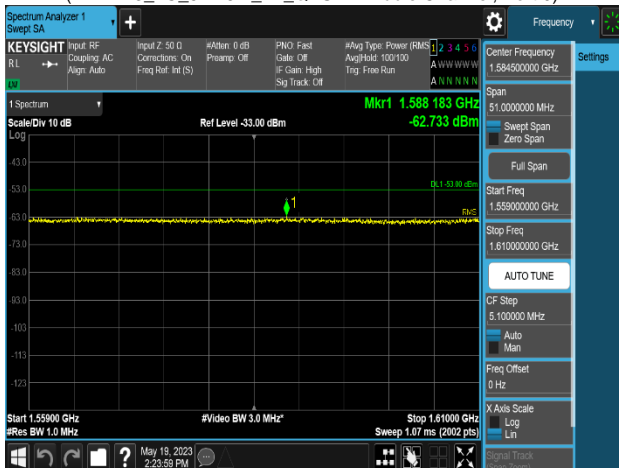 Spectrum Analyzer 1
Swept SA
Frequency
Settings
KEYSIGHT
R L
Input: RF
Coupling: AC
Align: Auto
Input Z: 50 Ω
Corrections: On
Freq Ref: Int (S)
#Atten: 0 dB
Preamp: Off
PNO: Fast
Gate: Off
IF Gain: High
Sig Track: Off
#Avg Type: Power (RMS
Avg|Hold: 100/100
Trig: Free Run
1 2 3 4 5 6
A W W W W W
A N N N N N
1 Spectrum
Scale/Div 10 dB
Log
Ref Level -33.00 dBm
Mkr1 1.588 183 GHz
-62.733 dBm
-43.0
-53.0
-63.0
-73.0
-83.0
-93.0
-103
-113
-123
DL1 -53.00 dBm
1
RMS
Start 1.55900 GHz
#Res BW 1.0 MHz
#Video BW 3.0 MHz*
Stop 1.61000 GHz
Sweep 1.07 ms (2002 pts)
Center Frequency
1.584500000 GHz
Span
51.0000000 MHz
Swept Span
Zero Span
Full Span
Start Freq
1.559000000 GHz
Stop Freq
1.610000000 GHz
AUTO TUNE
CF Step
5.100000 MHz
Auto
Man
Freq Offset
0 Hz
X Axis Scale
Log
Lin
Signal Track
May 19, 2023
2:23:59 PM